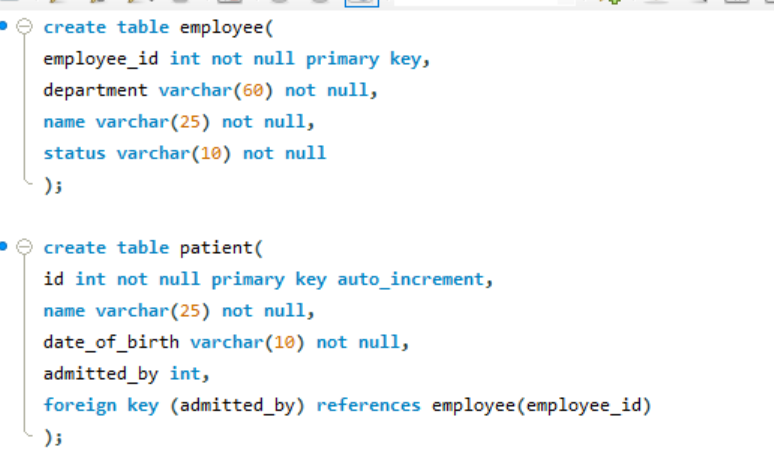 create table employee(
employee_id int not null primary key,
department varchar(60) not null,
name varchar(25) not null,
status varchar(10) not null
);
create table patient(
id int not null primary key auto_increment,
name varchar(25) not null,
date_of_birth varchar(10) not null,
admitted_by int,
foreign key (admitted_by) references employee(employee_id)
);